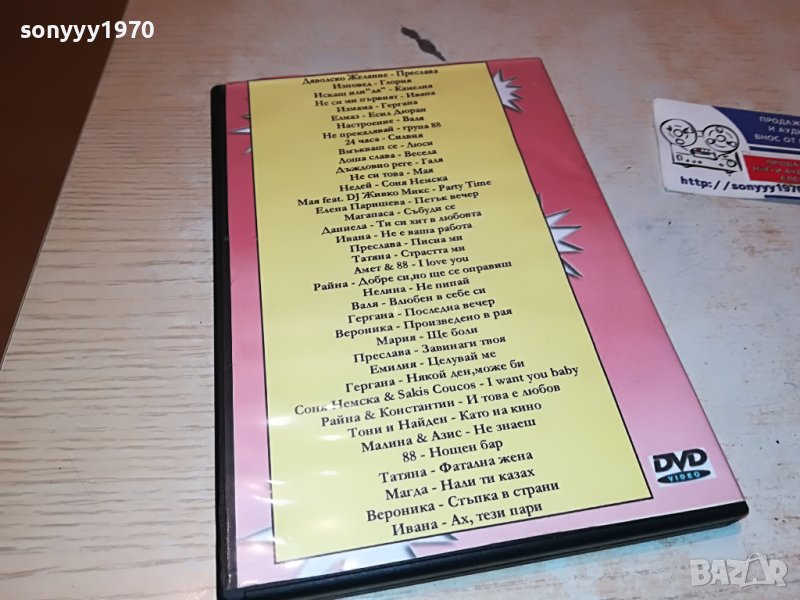 sonyyy1970
Дяволско Желание - Преслава
Изповед - Глория
Искаш или "да" - Камелия
Не си ми първият - Ивана
Измама - Гергана
Елмаз - Есил Дюран
Настроение - Валя
Не прекалявай - група 88
24 часа - Силвия
Вмъкваш се - Люси
Лоша слава - Весела
Дъждовно реге - Галя
Не си това - Мая
Недей - Соня Немска
Мая feat. DJ Живко Микс - Party Time
Елена Паришева - Петък вечер
Магапаса - Събуди се
Даниела - Ти си хит в любовта
Ивана - Не е ваша работа
Преслава - Писна ми
Татяна - Страстта ми
Амет & 88 - I love you
Райна - Добре си,но ще се оправиш
Нелина - Не пипай
Валя - Влюбен в себе си
Гергана - Последна вечер
Вероника - Произведено в рая
Мария - Ще боли
Преслава - Завинаги твоя
Емилия - Целувай ме
Гергана - Някой ден,може би
Соня Немска & Sakis Coucos - I want you baby
Райна & Константин - И това е любов
Тони и Найден - Като на кино
Малина & Азис - Не знаеш
88 - Нощен бар
Татяна - Фатална жена
Магда - Нали ти казах
Вероника - Стъпка в страни
Ивана - Ах, тези пари
DVD
VIDEO
ПРОДАЖ
И АУДИ
ВНОС ОТ
http://sonyyy1970
BAZAR